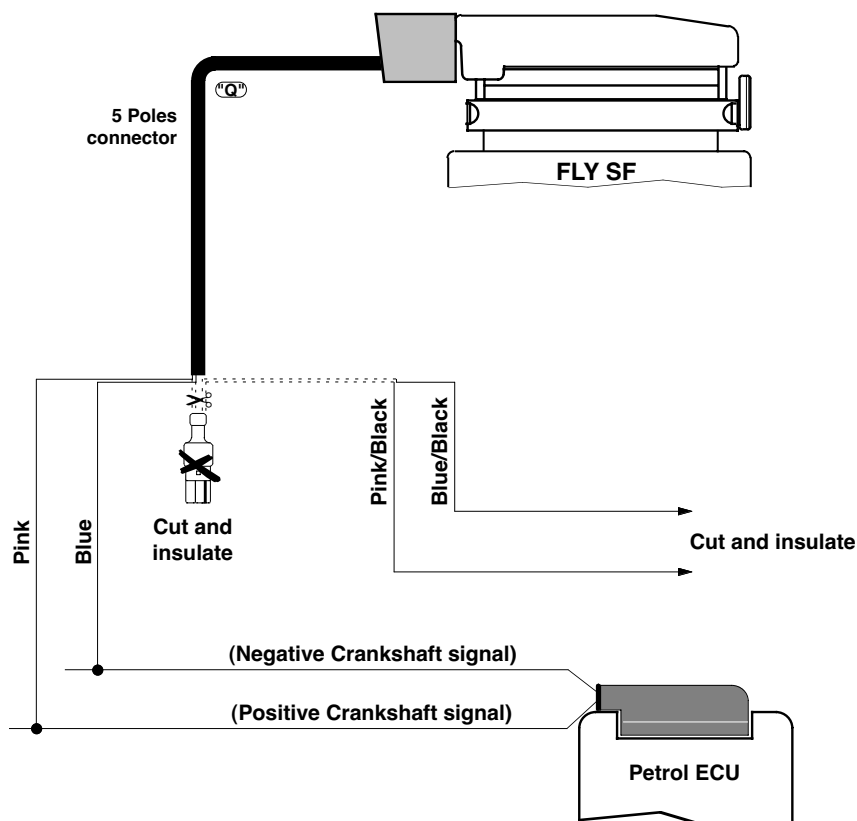 "Q"
5 Poles
connector
FLY SF
Pink
Blue
Cut and
insulate
Pink/Black
Blue/Black
Cut and insulate
(Negative Crankshaft signal)
(Positive Crankshaft signal)
Petrol ECU